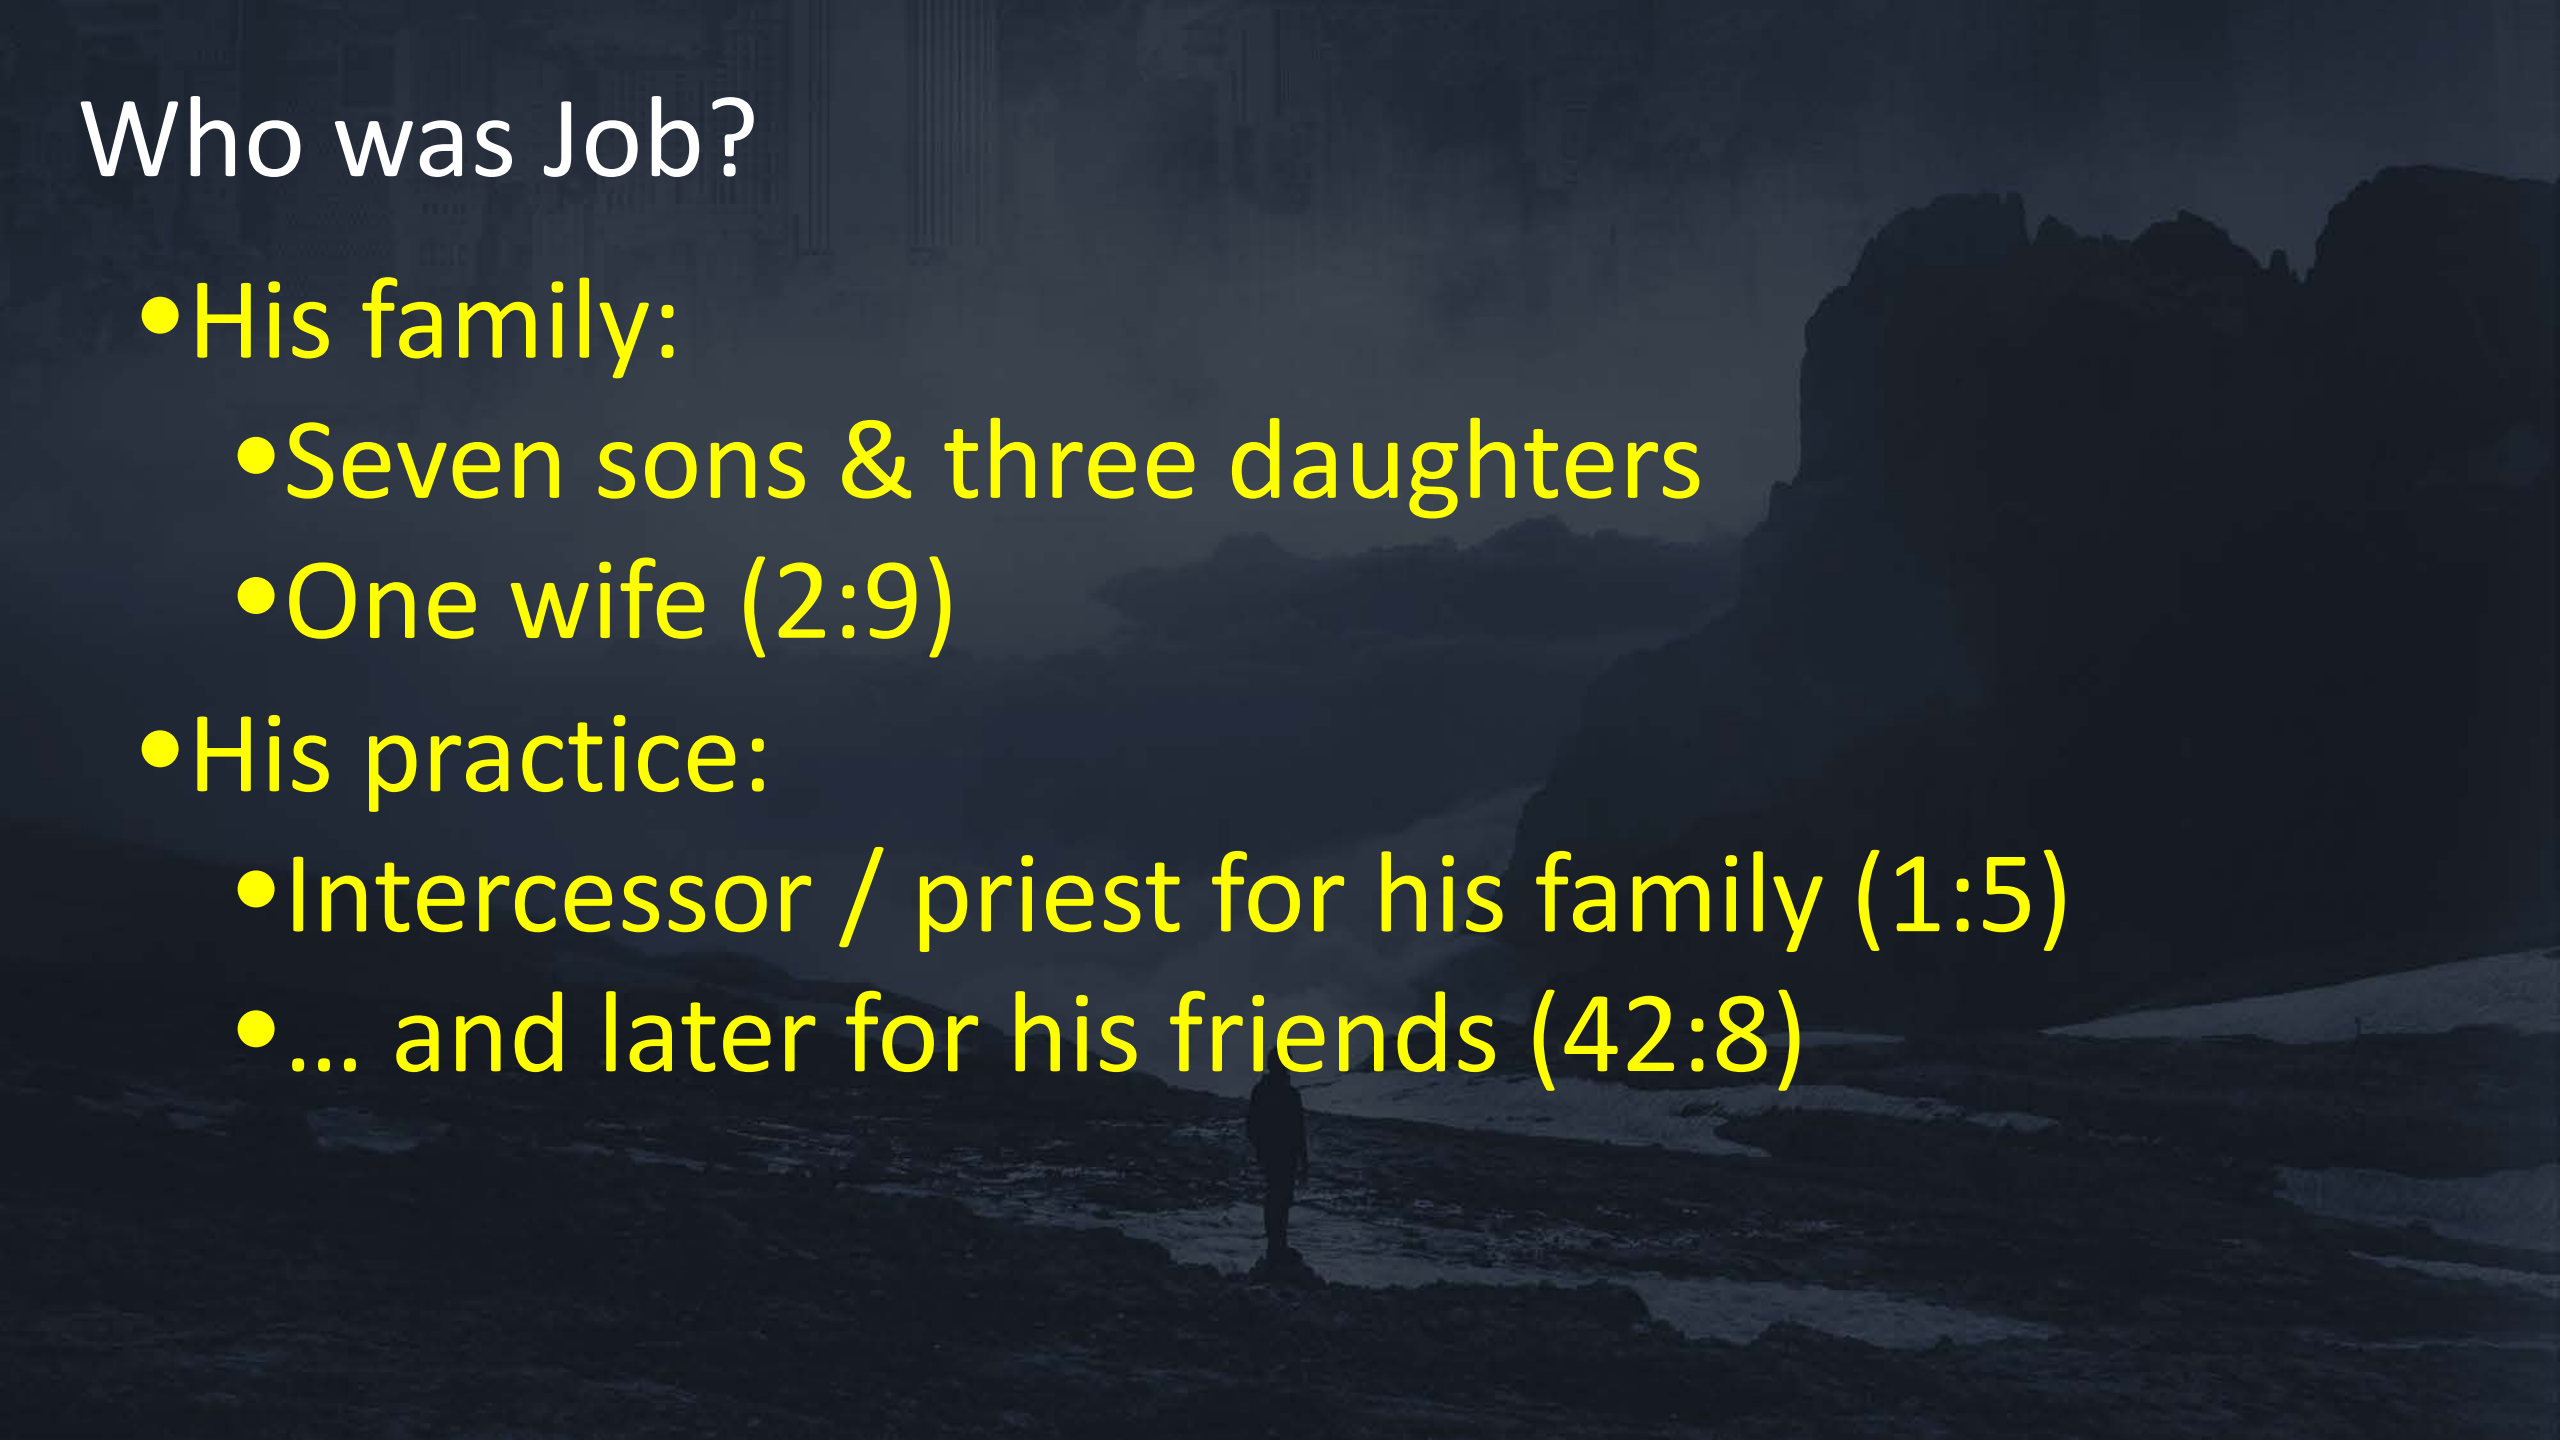 Who was Job?
•His family:
•Seven sons & three daughters
•One wife (2:9)
•His practice:
•Intercessor / priest for his family (1:5)
•… and later for his friends (42:8)